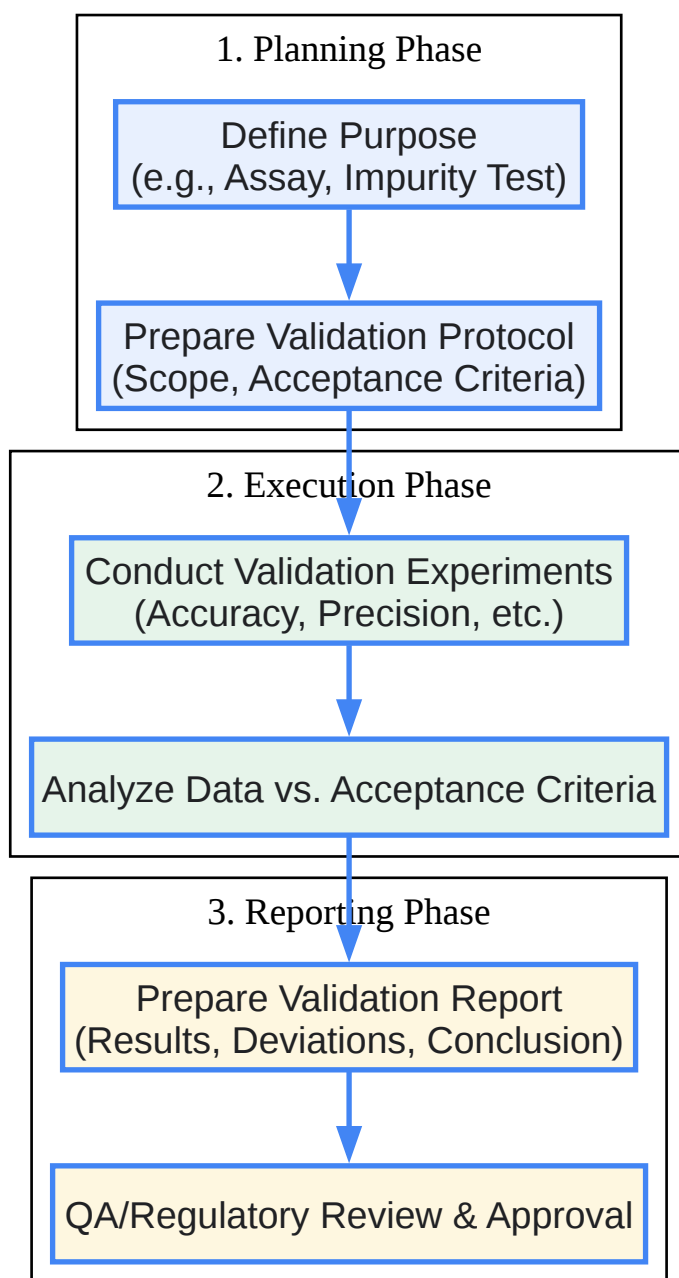 1. Planning Phase
Define Purpose
(e.g., Assay, Impurity Test)
Prepare Validation Protocol
(Scope, Acceptance Criteria)
2. Execution Phase
Conduct Validation Experiments
(Accuracy, Precision, etc.)
Analyze Data vs. Acceptance Criteria
3. Reporting Phase
Prepare Validation Report
(Results, Deviations, Conclusion)
QA/Regulatory Review & Approval